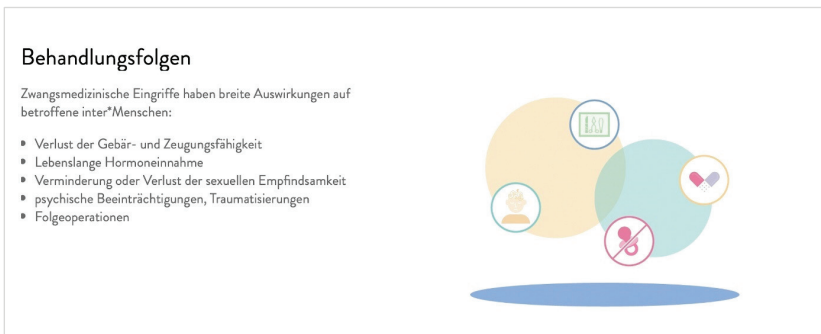 Behandlungsfolgen
Zwangsmedizinische Eingriffe haben breite Auswirkungen auf
betroffene inter*Menschen:
Verlust der Gebär- und Zeugungsfähigkeit
Lebenslange Hormoneinnahme
Verminderung oder Verlust der sexuellen Empfindsamkeit
psychische Beeinträchtigungen, Traumatisierungen
Folgeoperationen